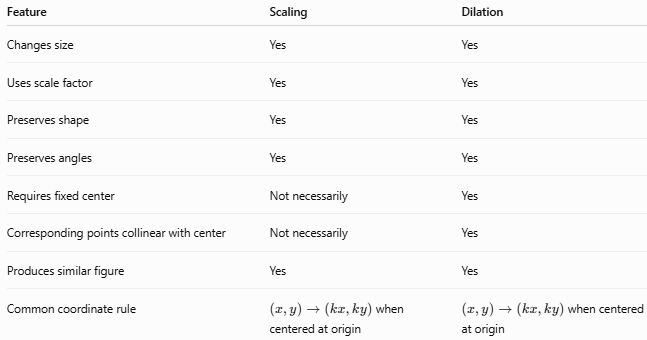 Feature Scaling Dilation
Changes size Yes Yes
Uses scale factor Yes Yes
Preserves shape Yes Yes
Preserves angles Yes Yes
Requires fixed center Not necessarily Yes
Corresponding points collinear with center Not necessarily Yes
Produces similar figure Yes Yes
Common coordinate rule (x, y) → (kx, ky) when (x, y) → (kx, ky) when centered
centered at origin at origin